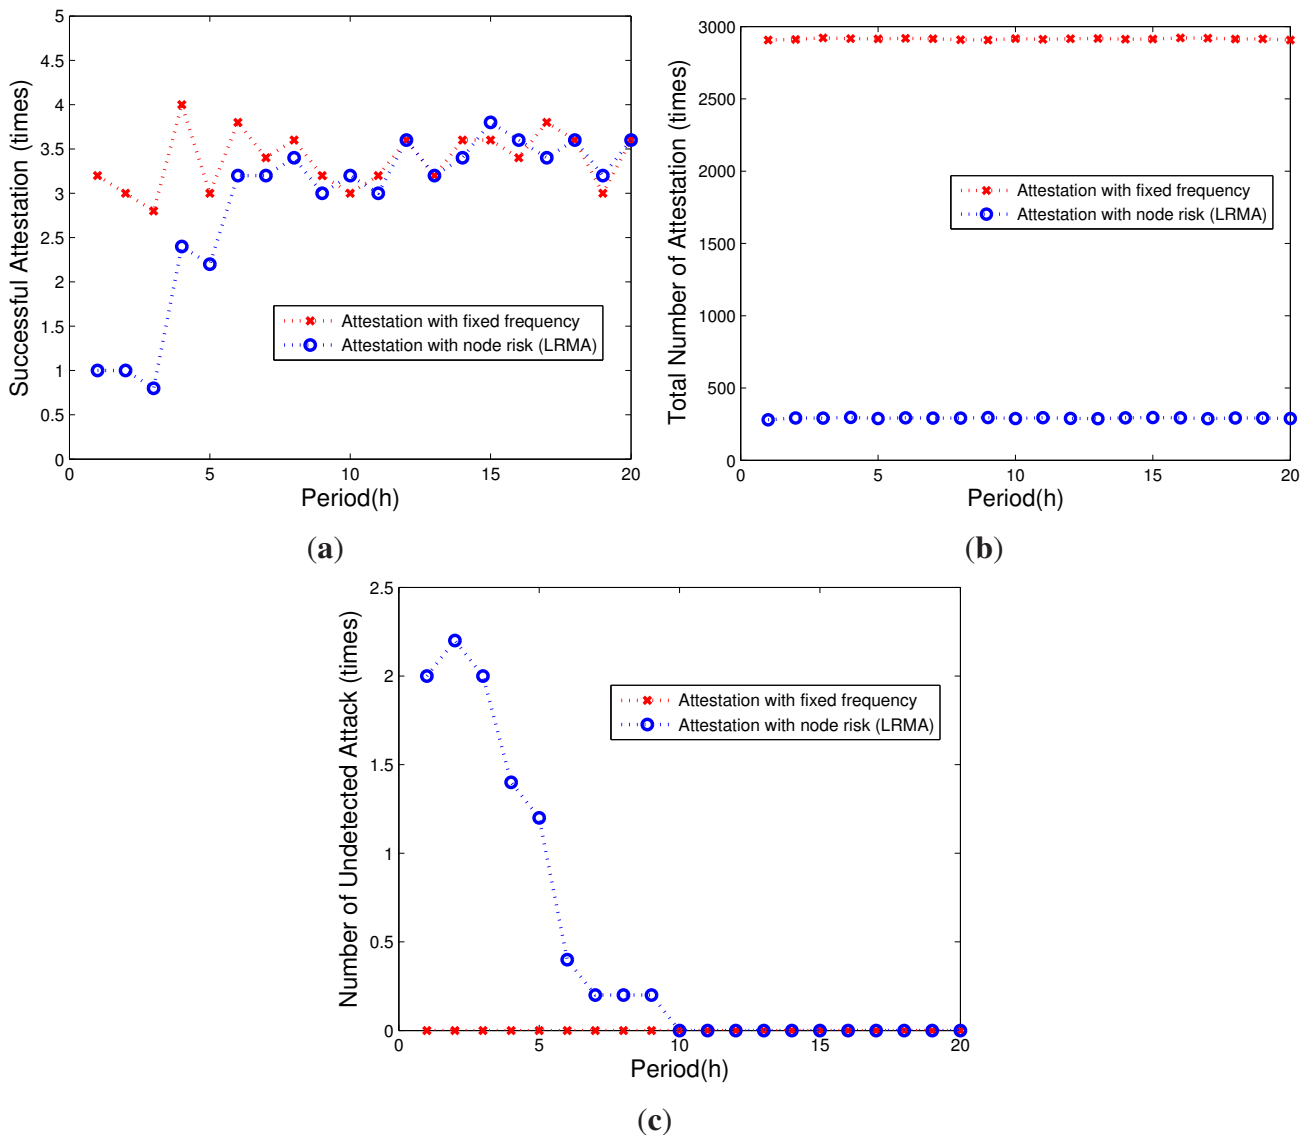 5
4.5
4
3.5
3
2.5
2
1.5
1
0.5
0
Successful Attestation (times)
Attestation with fixed frequency
Attestation with node risk (LRMA)
0 5 10 15 20
Period(h)
(a)
3000
2500
2000
1500
3000
1000
500
0
Total Number of Attestation (times)
Attestation with fixed frequency
Attestation with node risk (LRMA)
0 5 10 15 20
Period(h)
(b)
2.5
2
1.5
1
0.5
0
Number of Undetected Attack (times)
Attestation with fixed frequency
Attestation with node risk (LRMA)
0 5 10 15 20
Period(h)
(c)